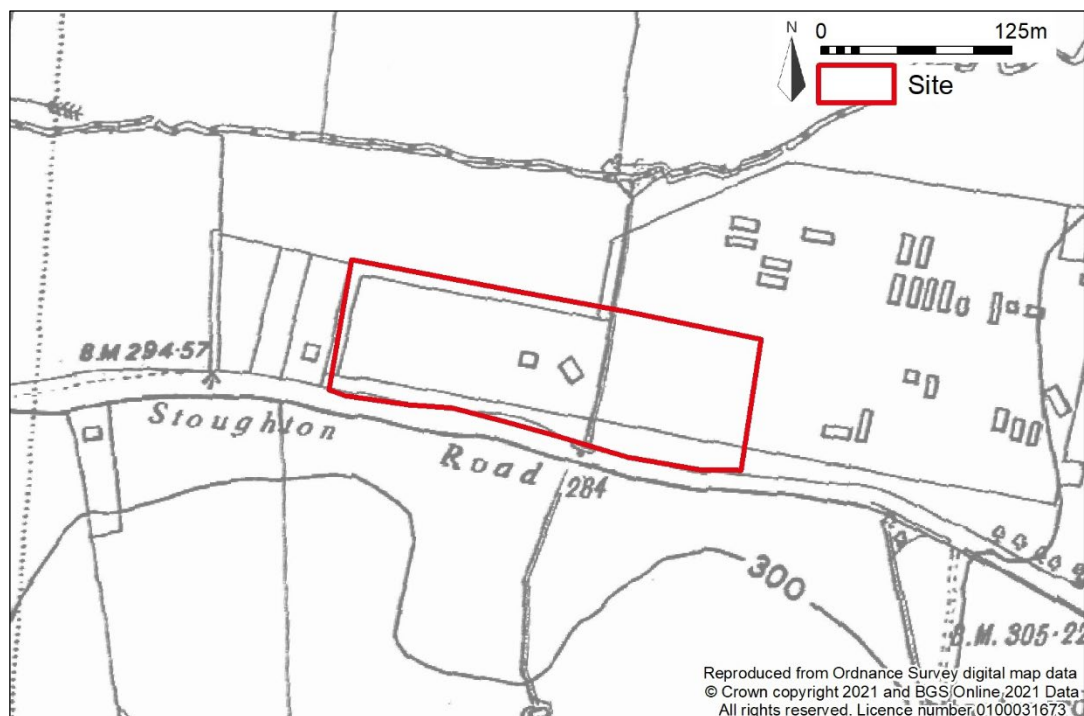 N
0 125m
Site
B.M 294·57
Stoughton
Road
284
300
B.M. 305·22
Reproduced from Ordnance Survey digital map data
© Crown copyright 2021 and BGS Online 2021 Data
All rights reserved. Licence number 0100031673